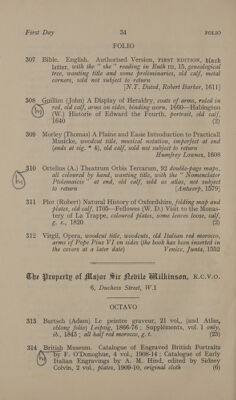 First Day 34 FOLIO
FOLIO
307 Bible. English. Authorised Version, FIRST EDITION, black
letter, with the "she" reading in Ruth III, 15, genealogical
tree, wanting title and some preliminaries, old calf, metal
corners, sold not subject to return
[N.T. Dated, Robert Barker, 1611]
308 Guillim (John) A Display of Heraldry, coats of arms, ruled in
red, old calf, arms on sides, binding worn, 1660—Habington
(W.) Historie of Edward the Fourth, portrait, old calf,
1640 (2)
309 Morley (Thomas) A Plaine and Easie Introduction to Practicall
Musicke, woodcut title, musical notation, imperfect at end
(ends at sig. * 4), old calf, sold not subject to return
Humfrey Lownes, 1608
310 Ortelius (A.) Theatrum Orbis Terrarum, 92 double-page maps,
all coloured by hand, wanting title, with the "Nomenclator
Ptolemaicus" at end, old calf, sold as atlas, not subject
to return [Antwerp, 1579]
311 Plot (Robert) Natural History of Oxfordshire, folding map and
plates, old calf, 1705—Fellowes (W. D.) Visit to the Monas-
tery of La Trappe, coloured plates, some leaves loose, calf,
g. e., 1820 (2)
312 Virgil, Opera, woodcut title, woodcuts, old Italian red morocco,
arms of Pope Pius VI on sides (the book has been inserted
in the covers at a later date) Venice, Junta, 1552
The Property of Major Sir Nevile Wilkinson, K.C.V.O.
6, Duchess Street, W.1
OCTAVO
313 Bartsch (Adam) Le peintre graveur, 21 vol., (and Atlas,
oblong folio) Leipzig, 1866-76; Suppléments, vol. I only,
ib., 1843; all half red morocco, g. t. (23)
314 British Museum. Catalogue of Engraved British Portraits
by F. O'Donoghue, 4 vol., 1908-14; Catalogue of Early
Italian Engravings by A. M. Hind, edited by Sidney
Colvin, 2 vol., plates, 1909-10, original cloth (6)